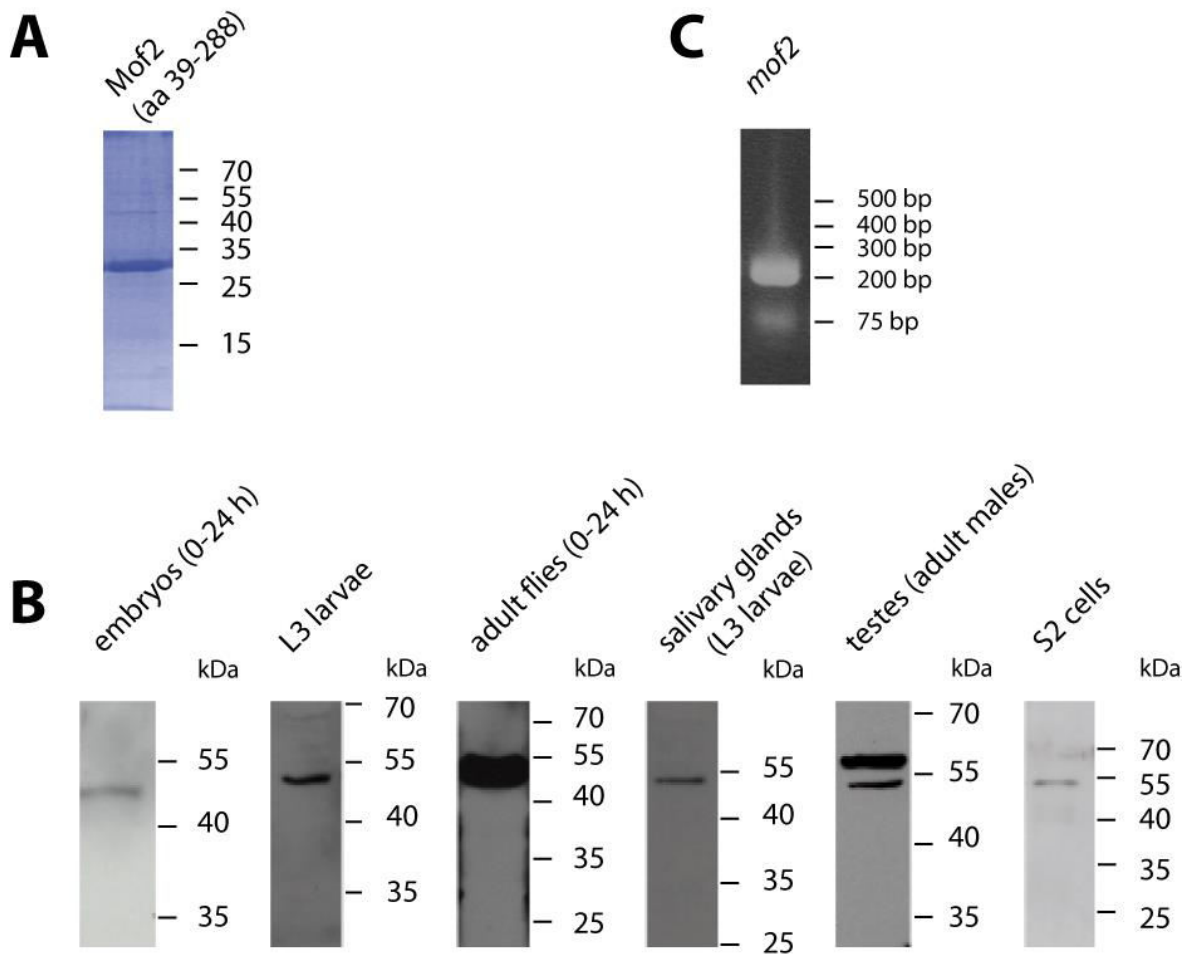 A
Mof2
(aa 39-288)
70
55
40
35
25
15
C
mof2
500 bp
400 bp
300 bp
200 bp
75 bp
B
embryos (0-24 h)
L3 larvae
adult flies (0-24 h)
salivary glands
(L3 larvae)
testes (adult males)
S2 cells
kDa
55
40
35
kDa
70
55
40
35
kDa
70
55
40
35
25
kDa
55
40
35
25
kDa
70
55
40
35
kDa
70
55
40
35
25